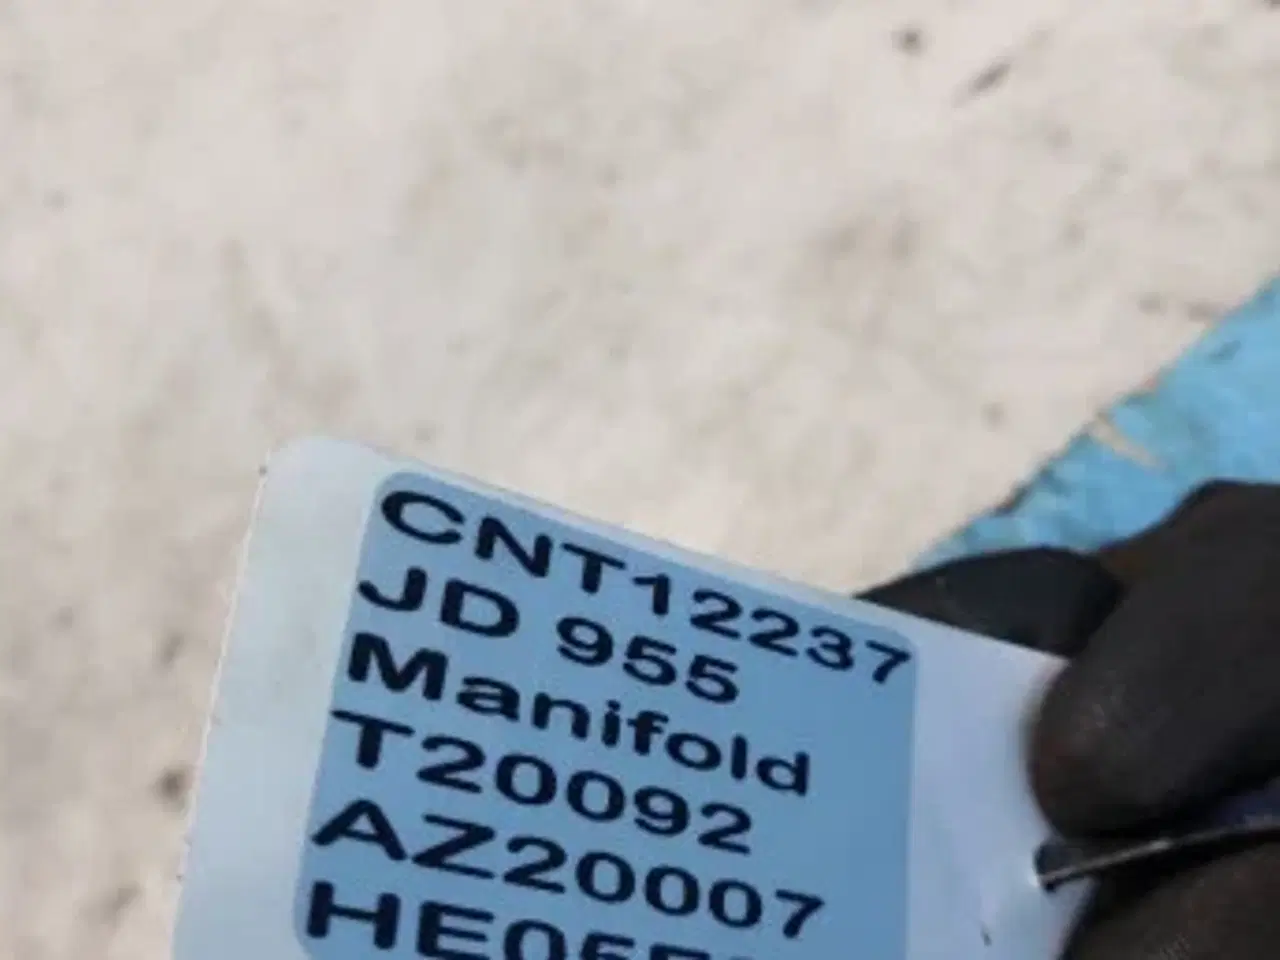 CNT12237
JD 955
Manifold
T20092
AZ20007